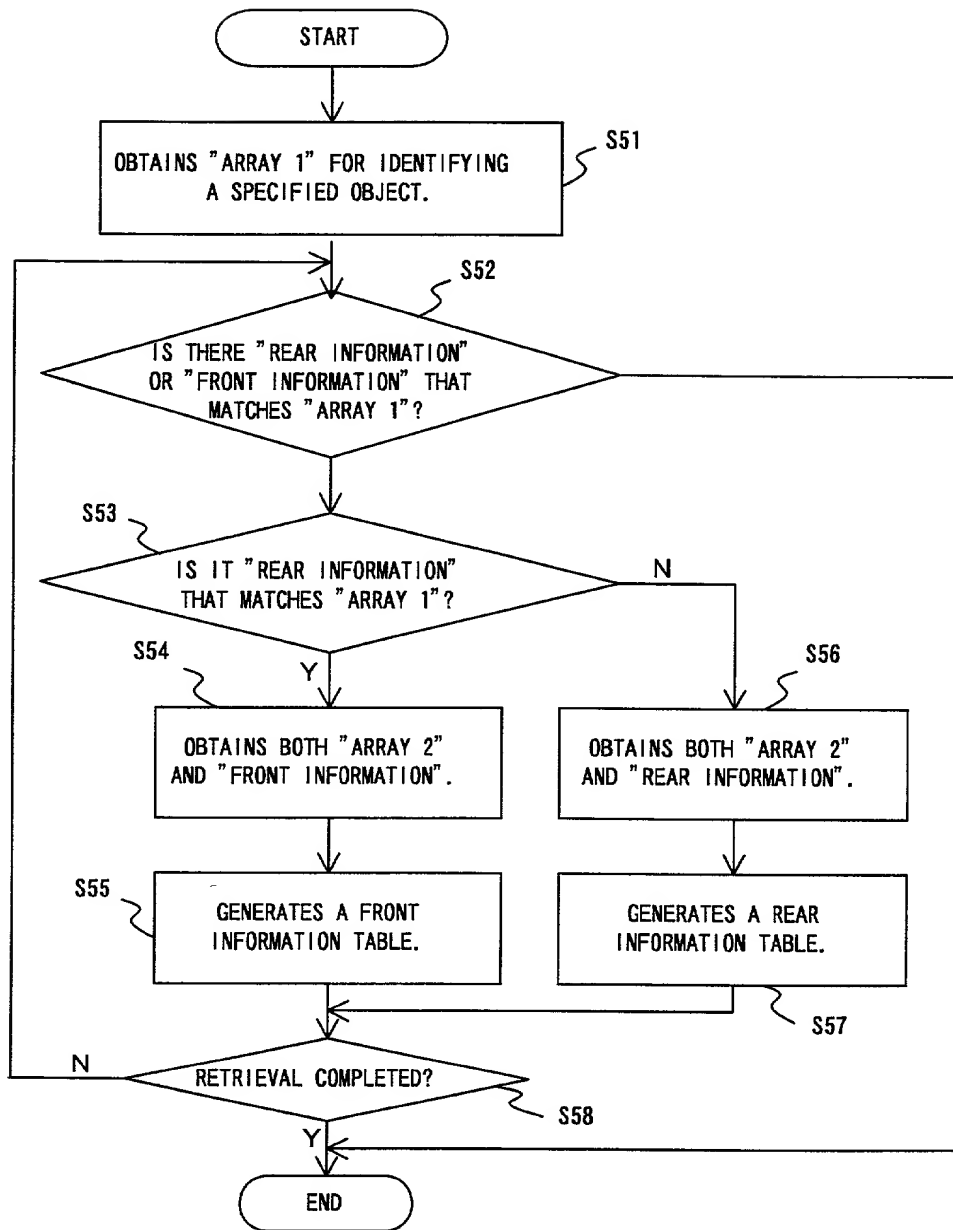 START
S51
OBTAINS "ARRAY 1" FOR IDENTIFYING
A SPECIFIED OBJECT.
S52
IS THERE "REAR INFORMATION"
OR "FRONT INFORMATION" THAT
MATCHES "ARRAY 1"?
S53
IS IT "REAR INFORMATION"
THAT MATCHES "ARRAY 1"?
N
Y
S54
OBTAINS BOTH "ARRAY 2"
AND "FRONT INFORMATION".
S56
OBTAINS BOTH "ARRAY 2"
AND "REAR INFORMATION".
S55
GENERATES A FRONT
INFORMATION TABLE.
GENERATES A REAR
INFORMATION TABLE.
S57
N
RETRIEVAL COMPLETED?
S58
Y
END